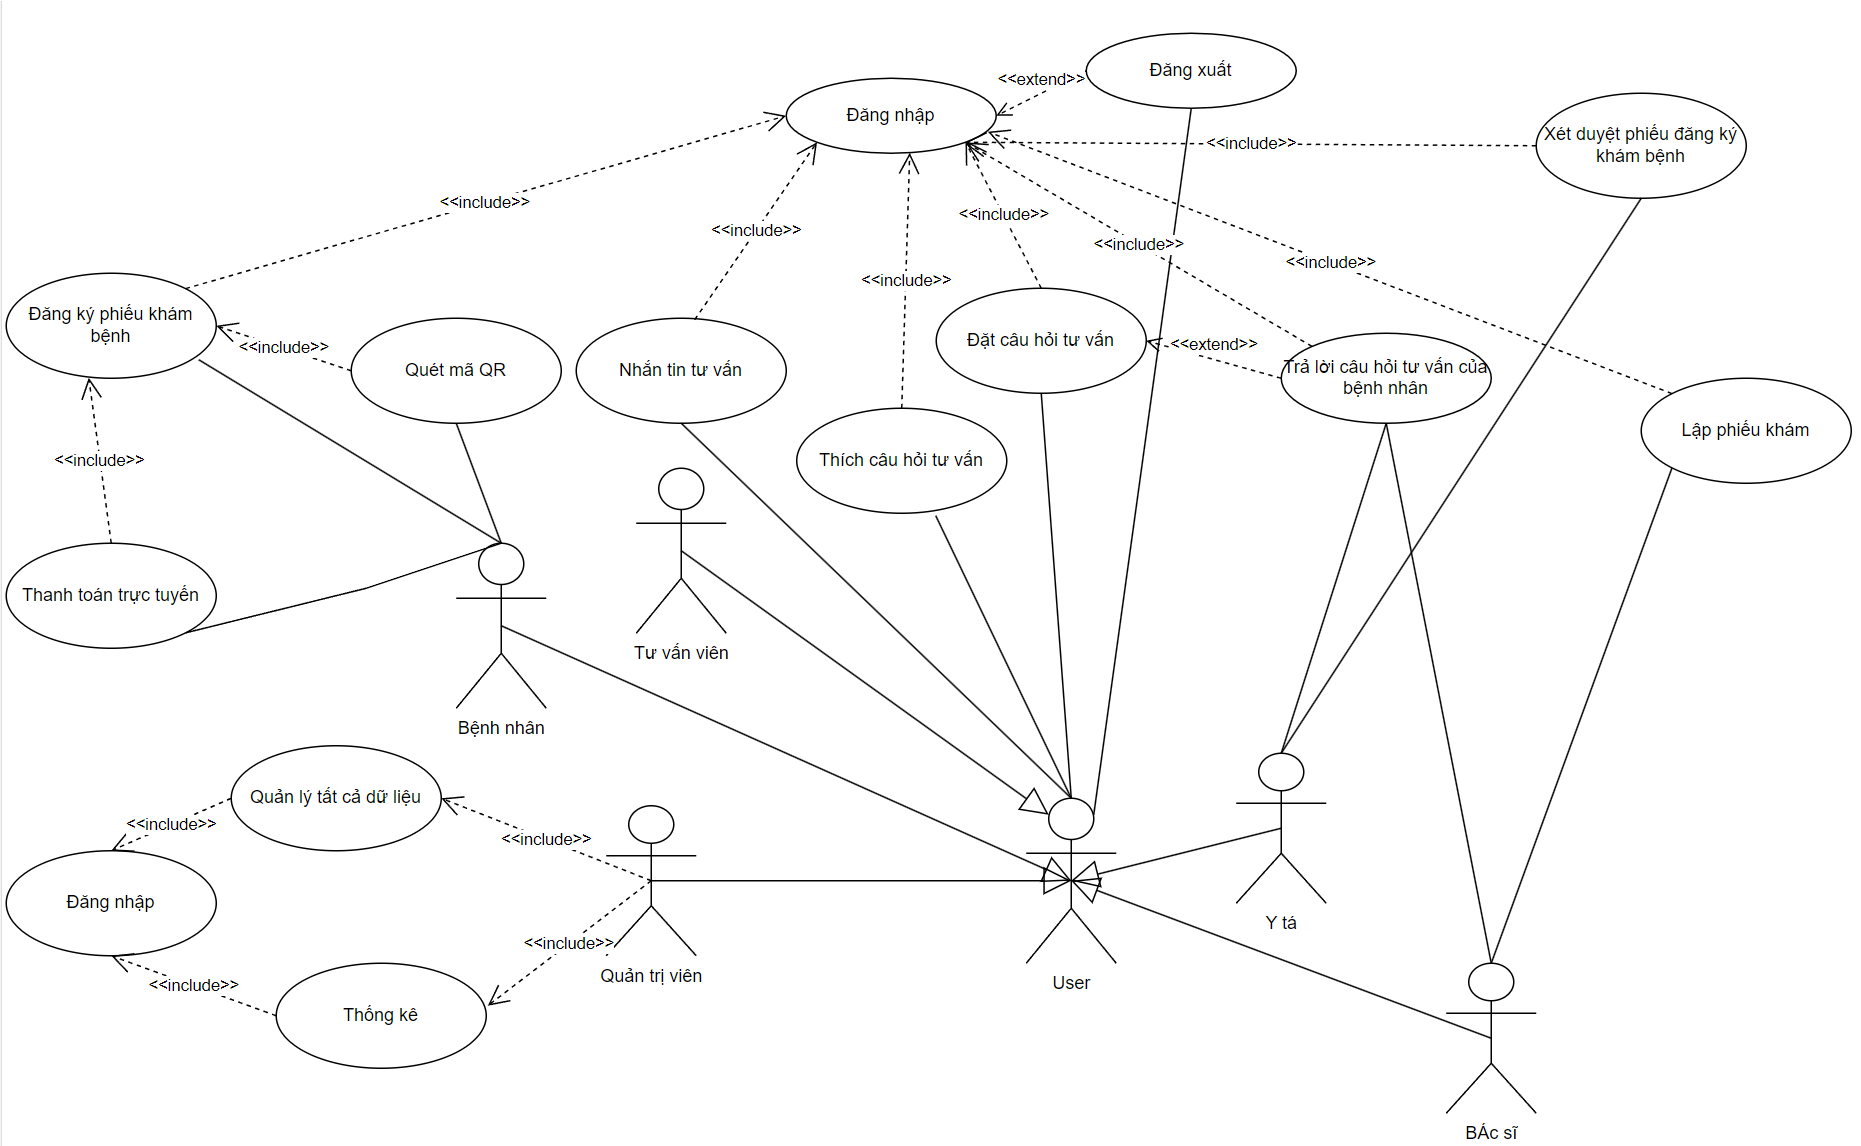 Đăng xuất
<<extend>>
Đăng nhập
Xét duyệt phiếu đăng ký
khám bệnh
<<include>>
<<include>>
<<include>>
<<include>>
<<include>>
<<include>>
<<include>>
Đăng ký phiếu khám
bệnh
<<include>>
Quét mã QR
Nhắn tin tư vấn
Đặt câu hỏi tư vấn
<<extend>>
Trả lời câu hỏi tư vấn của
bệnh nhân
Lập phiếu khám
Thích câu hỏi tư vấn
<<include>>
Thanh toán trực tuyến
Tư vấn viên
Bệnh nhân
Quản lý tất cả dữ liệu
<<include>>
<<include>>
Đăng nhập
<<include>>
<<include>>
Thống kê
Quản trị viên
User
Y tá
BÁc sĩ